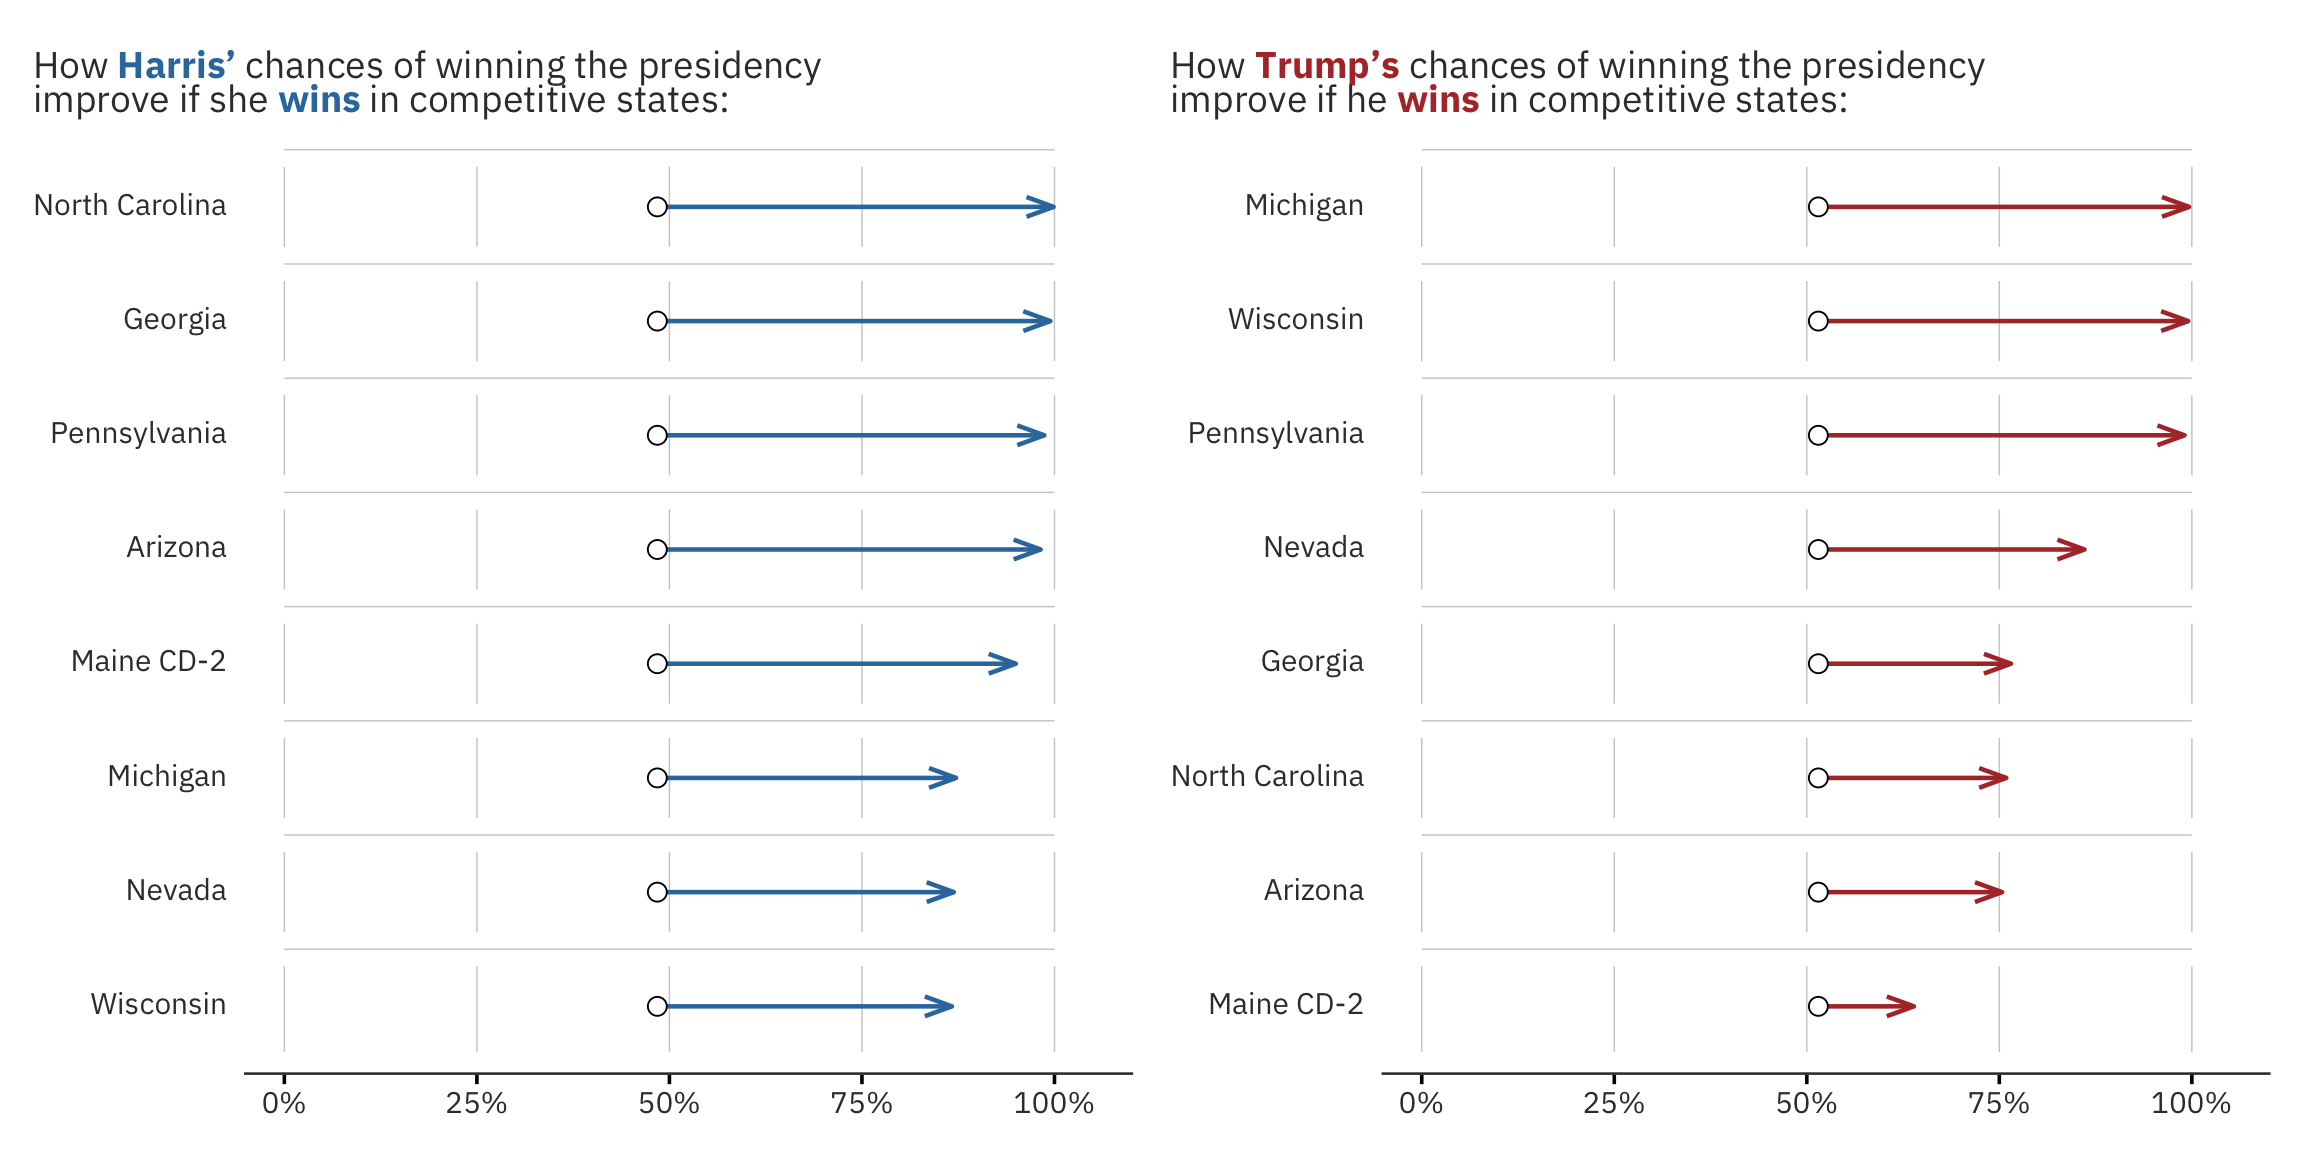 How Harris’ chances of winning the presidency
improve if she wins in competitive states:
North Carolina
Georgia
Pennsylvania
Arizona
Maine CD-2
Michigan
Nevada
Wisconsin
0% 25% 50% 75% 100%
How Trump’s chances of winning the presidency
improve if he wins in competitive states:
Michigan
Wisconsin
Pennsylvania
Nevada
Georgia
North Carolina
Arizona
Maine CD-2
0% 25% 50% 75% 100%